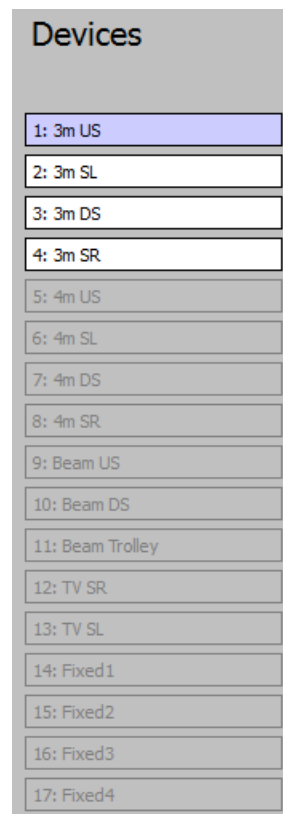 Devices
1: 3m US
2: 3m SL
3: 3m DS
4: 3m SR
5: 4m US
6: 4m SL
7: 4m DS
8: 4m SR
9: Beam US
10: Beam DS
11: Beam Trolley
12: TV SR
13: TV SL
14: Fixed1
15: Fixed2
16: Fixed3
17: Fixed4